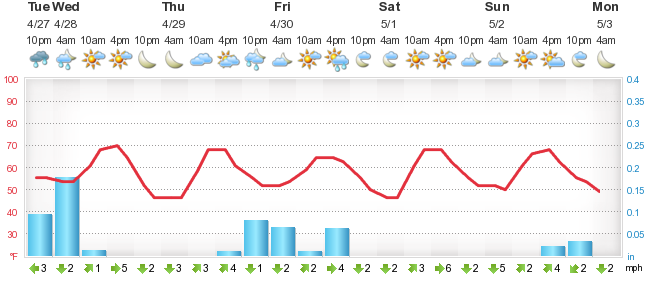 Tue Wed Thu Fri Sat Sun Mon
4/27 4/28 4/29 4/30 5/1 5/2 5/3
10pm 4am 10am 4pm 10pm 4am 10am 4pm 10pm 4am 10am 4pm 10pm 4am 10am 4pm 10pm 4am 10am 4pm 10pm 4am
100 0.4
90 0.35
80 0.3
70 0.25
60 0.2
50 0.15
40 0.1
30 0.05
°F in
3 2 1 5 2 3 3 4 1 2 2 4 2 2 3 6 2 5 2 4 2 2 mph